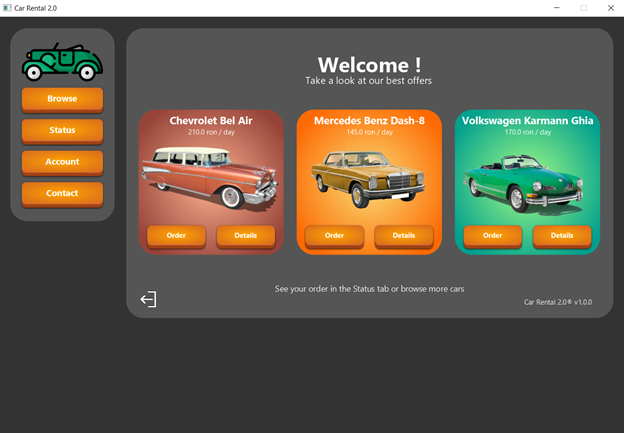 Car Rental 2.0
Browse
Status
Account
Contact
Welcome !
Take a look at our best offers
Chevrolet Bel Air
210.0 ron / day
Order
Details
Mercedes Benz Dash-8
145.0 ron / day
Order
Details
Volkswagen Karmann Ghia
170.0 ron / day
Order
Details
See your order in the Status tab or browse more cars
Car Rental 2.0® v1.0.0